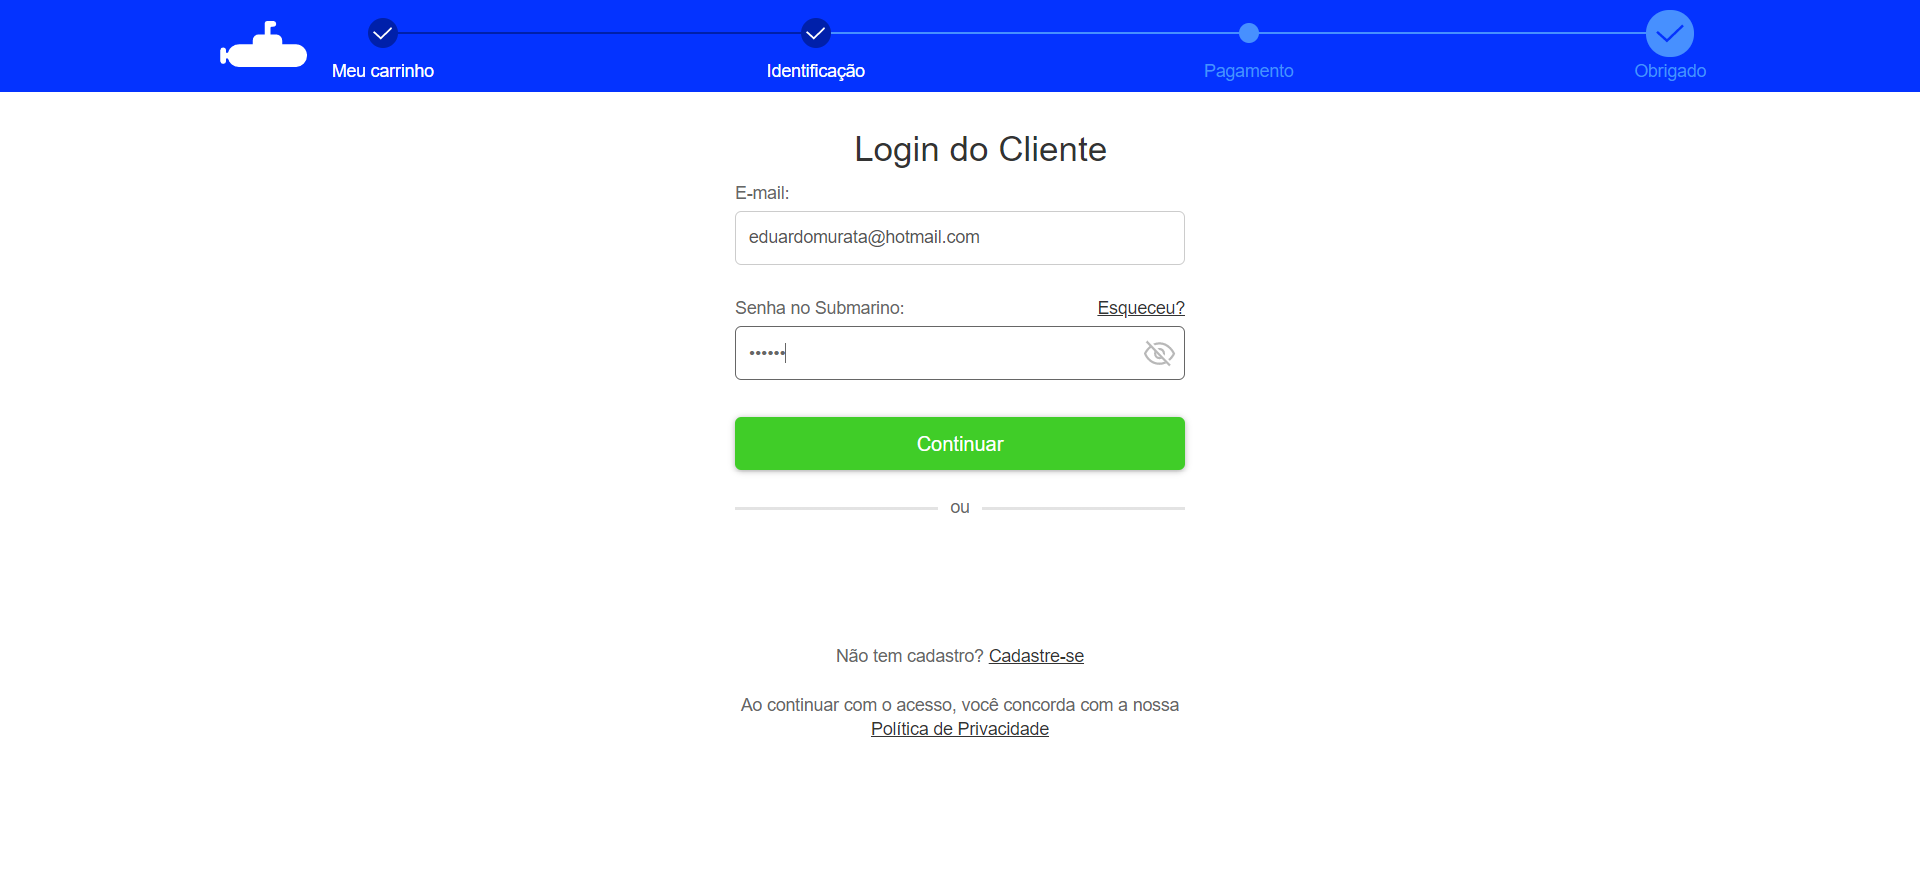 Meu carrinho
Identificação
Pagamento
Obrigado
Login do Cliente
E-mail:
eduardomurata@hotmail.com
Senha no Submarino:
Esqueceu?
••••••
Continuar
ou
Não tem cadastro? Cadastre-se
Ao continuar com o acesso, você concorda com a nossa
Política de Privacidade